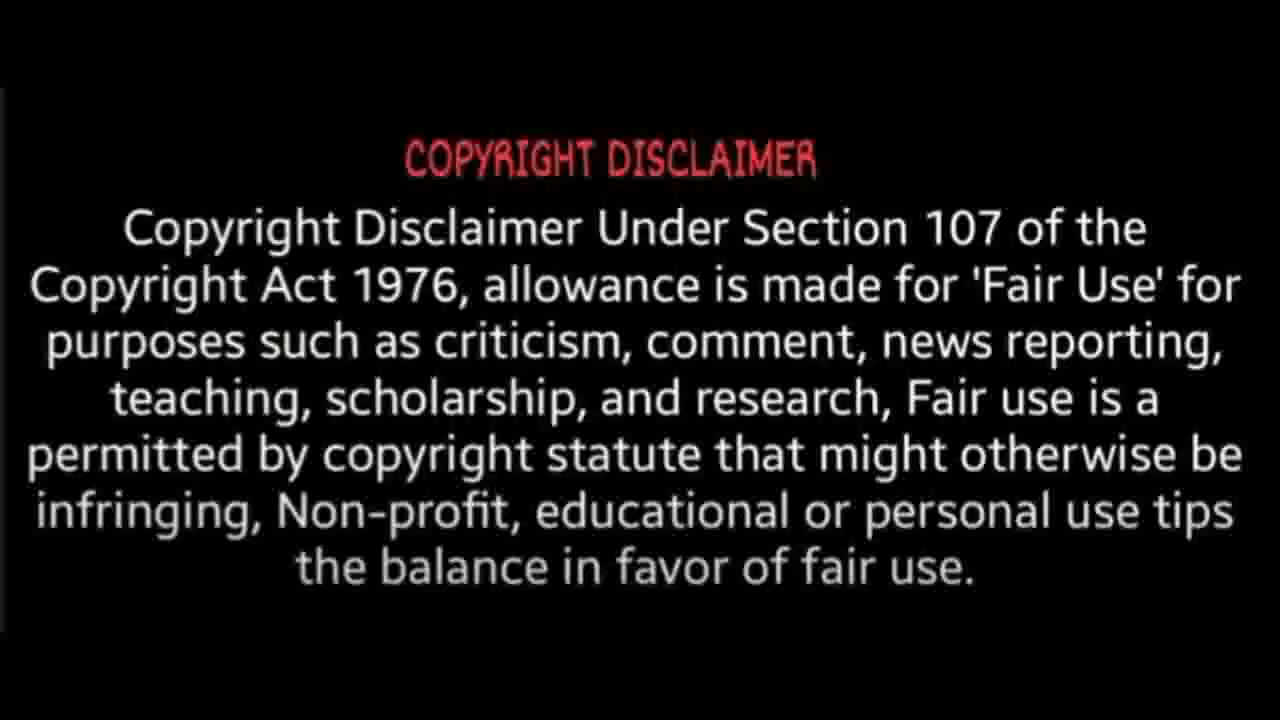 COPYRIGHT DISCLAIMER
Copyright Disclaimer Under Section 107 of the
Copyright Act 1976, allowance is made for 'Fair Use' for
purposes such as criticism, comment, news reporting,
teaching, scholarship, and research, Fair use is a
permitted by copyright statute that might otherwise be
infringing, Non-profit, educational or personal use tips
the balance in favor of fair use.